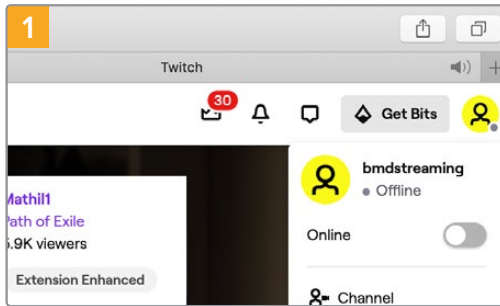 1
Twitch
30
Get Bits
bmdstreaming
Offline
Mathil1
Path of Exile
.9K viewers
Online
Extension Enhanced
Channel